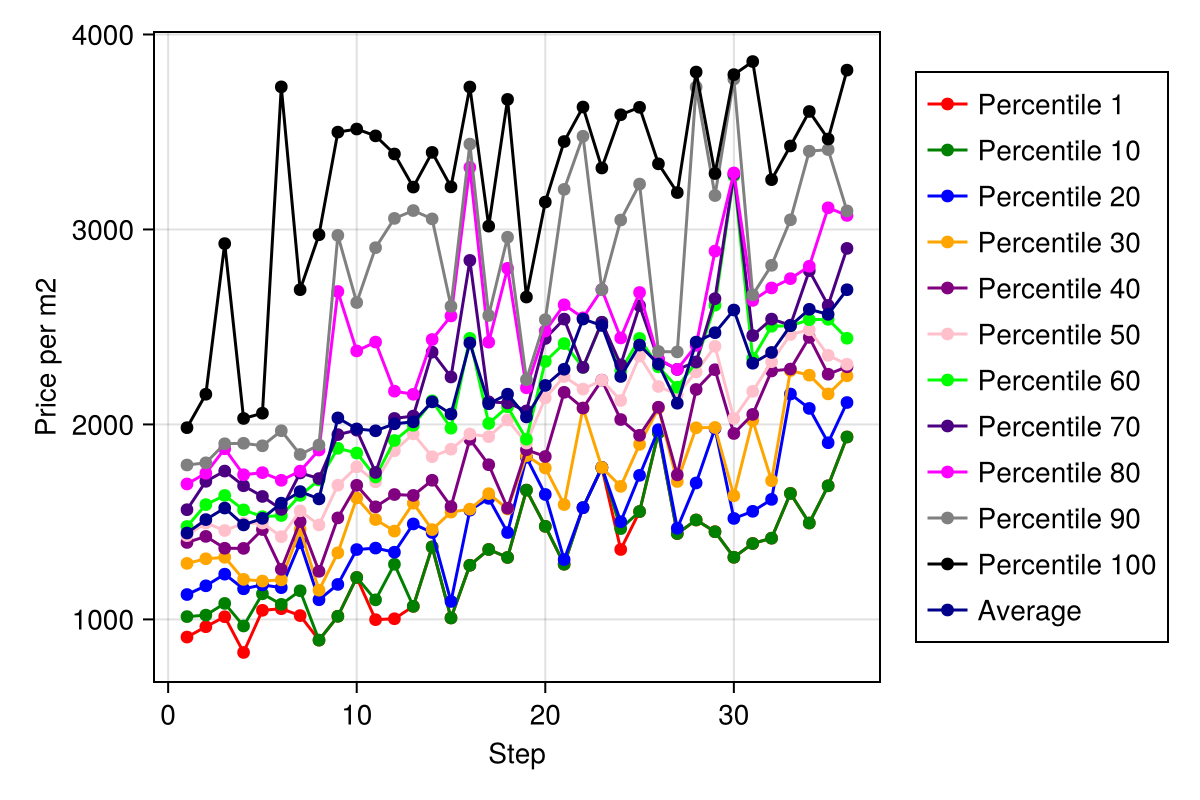 4000
3000
2000
1000
Price per m2
0 10 20 30
Step
Percentile 1
Percentile 10
Percentile 20
Percentile 30
Percentile 40
Percentile 50
Percentile 60
Percentile 70
Percentile 80
Percentile 90
Percentile 100
Average